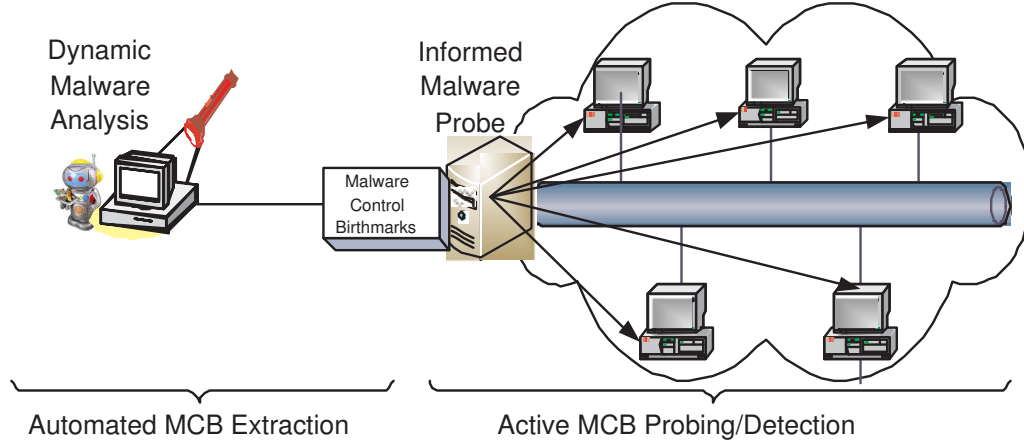 Dynamic
Malware
Analysis
Informed
Malware
Probe
Malware
Control
Birthmarks
Automated MCB Extraction
Active MCB Probing/Detection